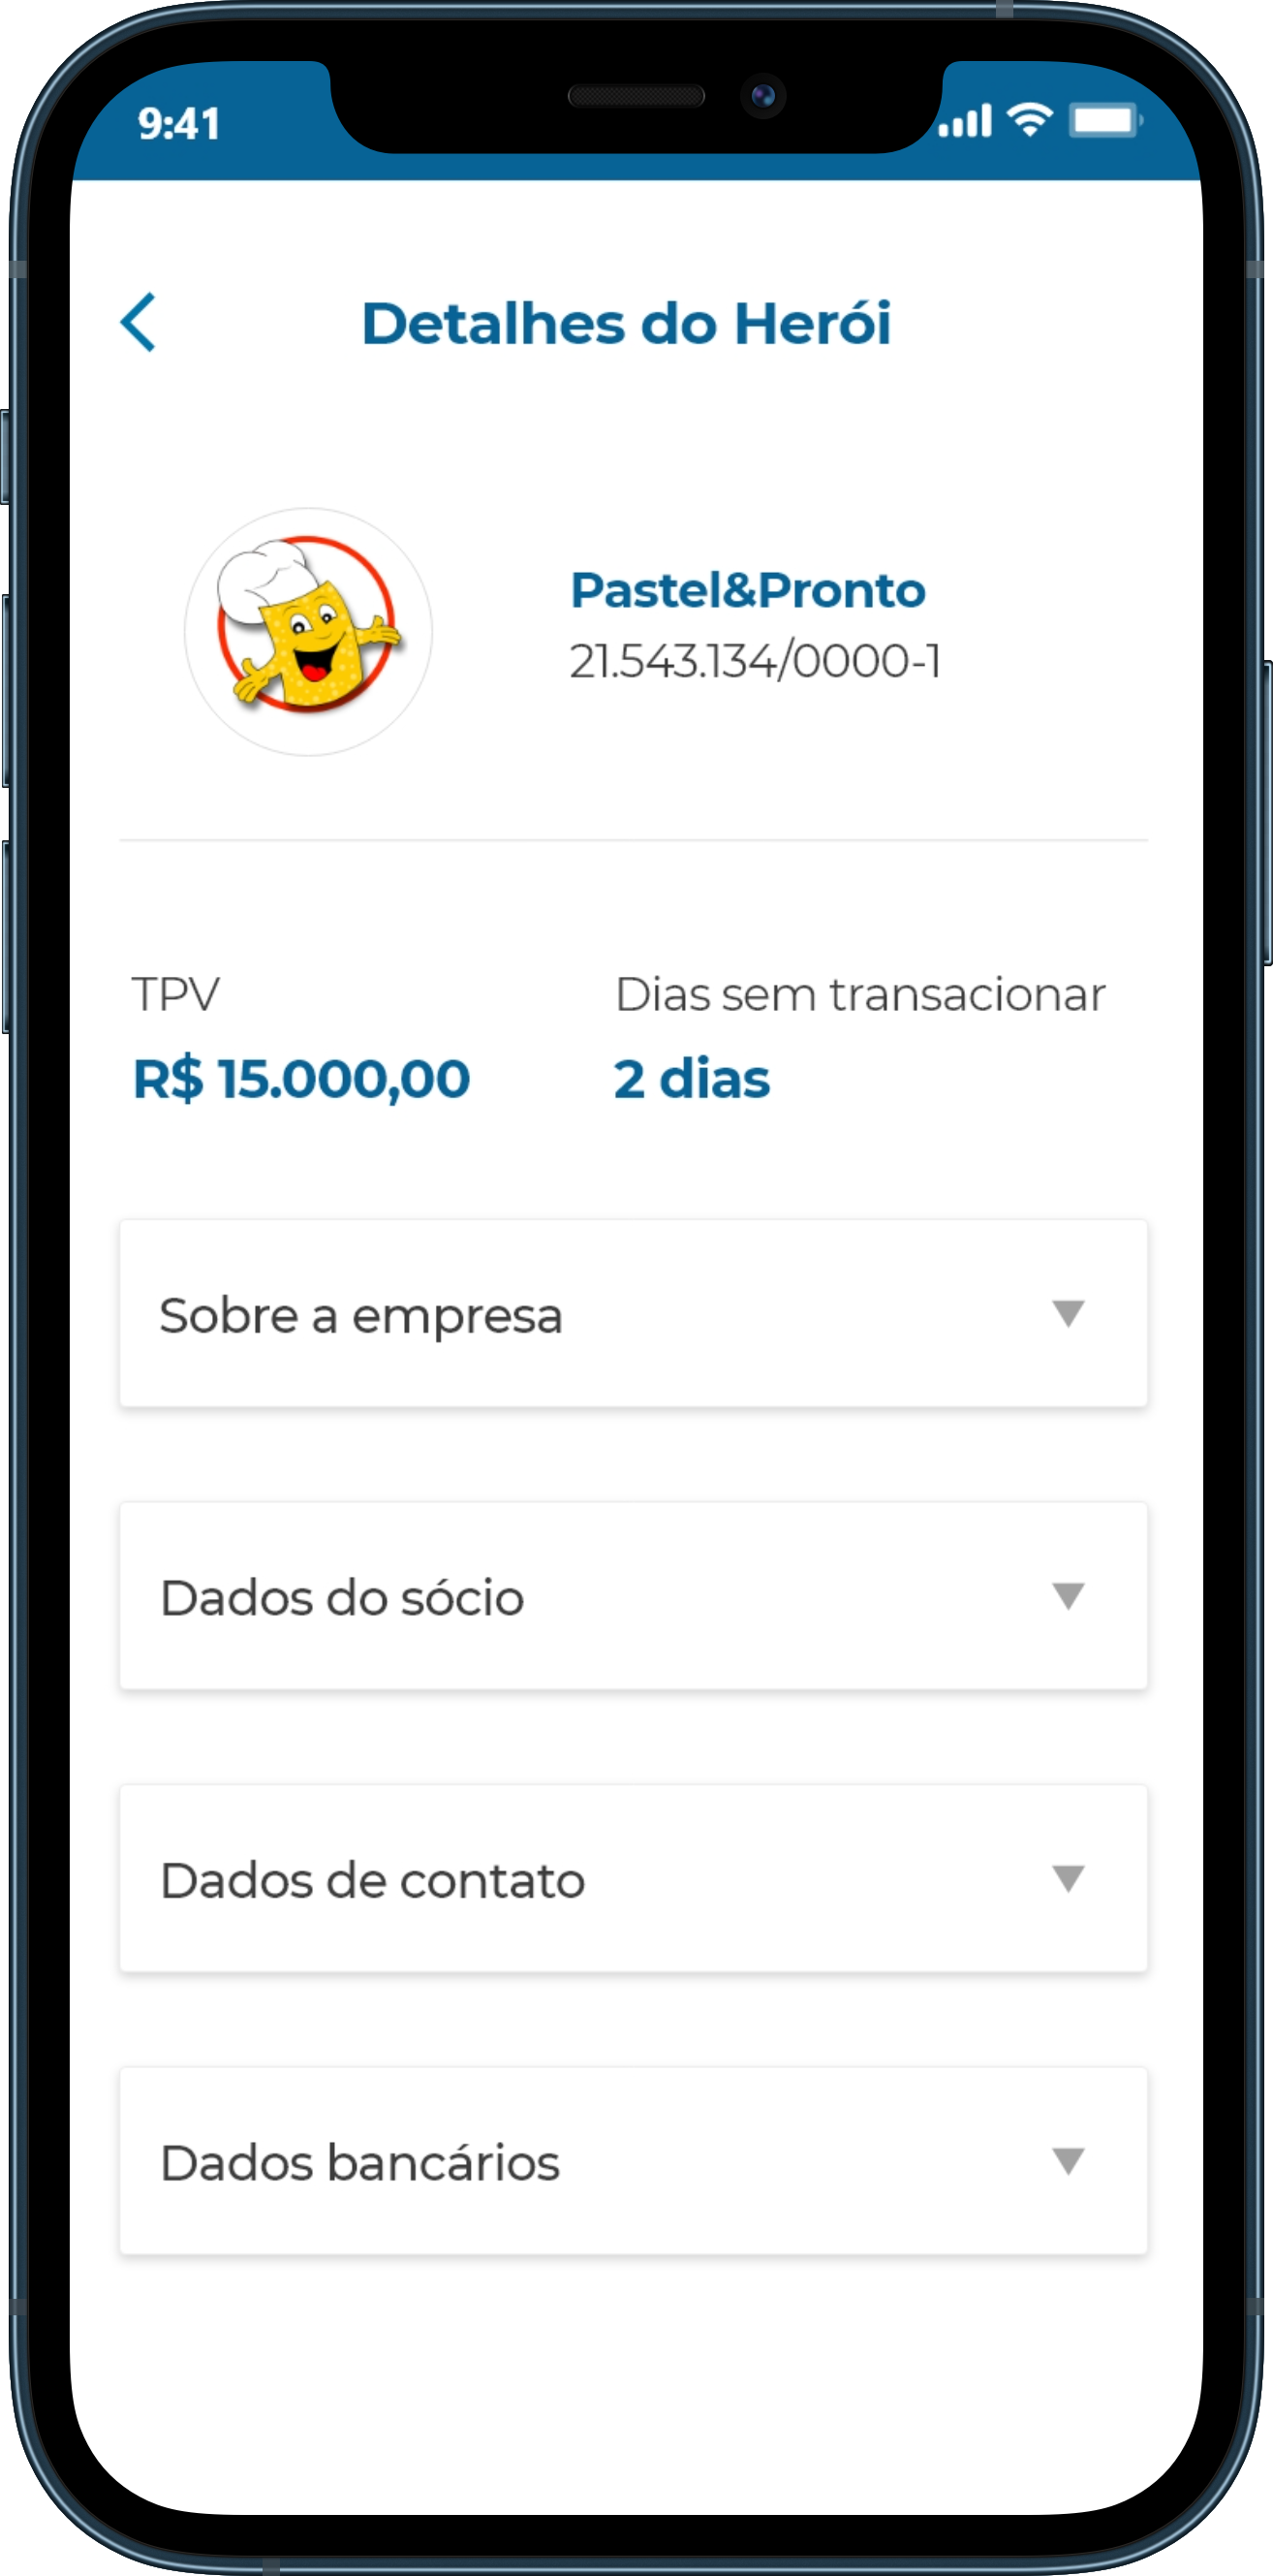 9:41
Detalhes do Herói
Pastel&Pronto
21.543.134/0000-1
TPV
Dias sem transacionar
R$ 15.000,00
2 dias
Sobre a empresa
Dados do sócio
Dados de contato
Dados bancários